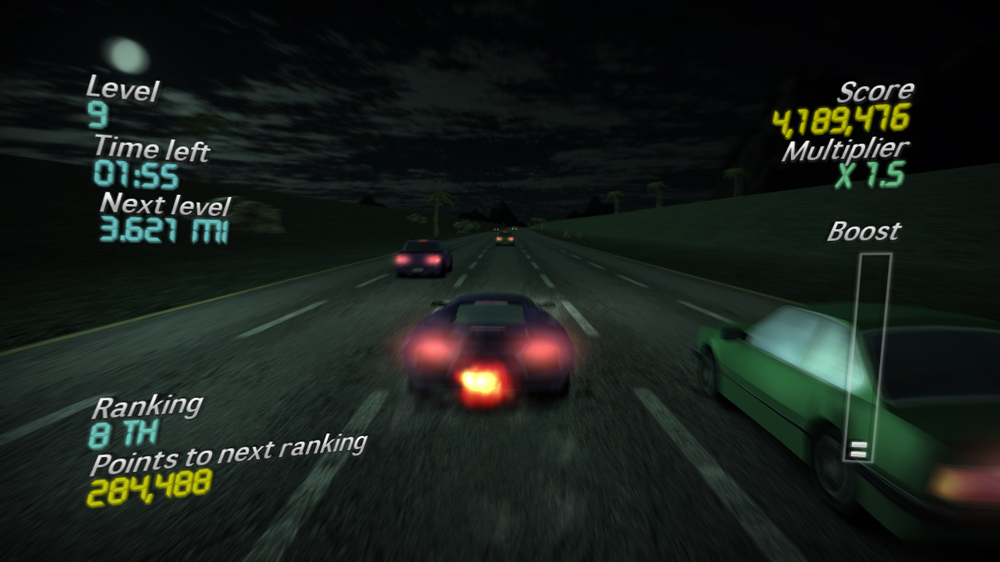 Level
9
Time left
01:55
Next level
3.621 MI
Score
4,189,476
Multiplier
X 1.5
Boost
Ranking
8 TH
Points to next ranking
284,488